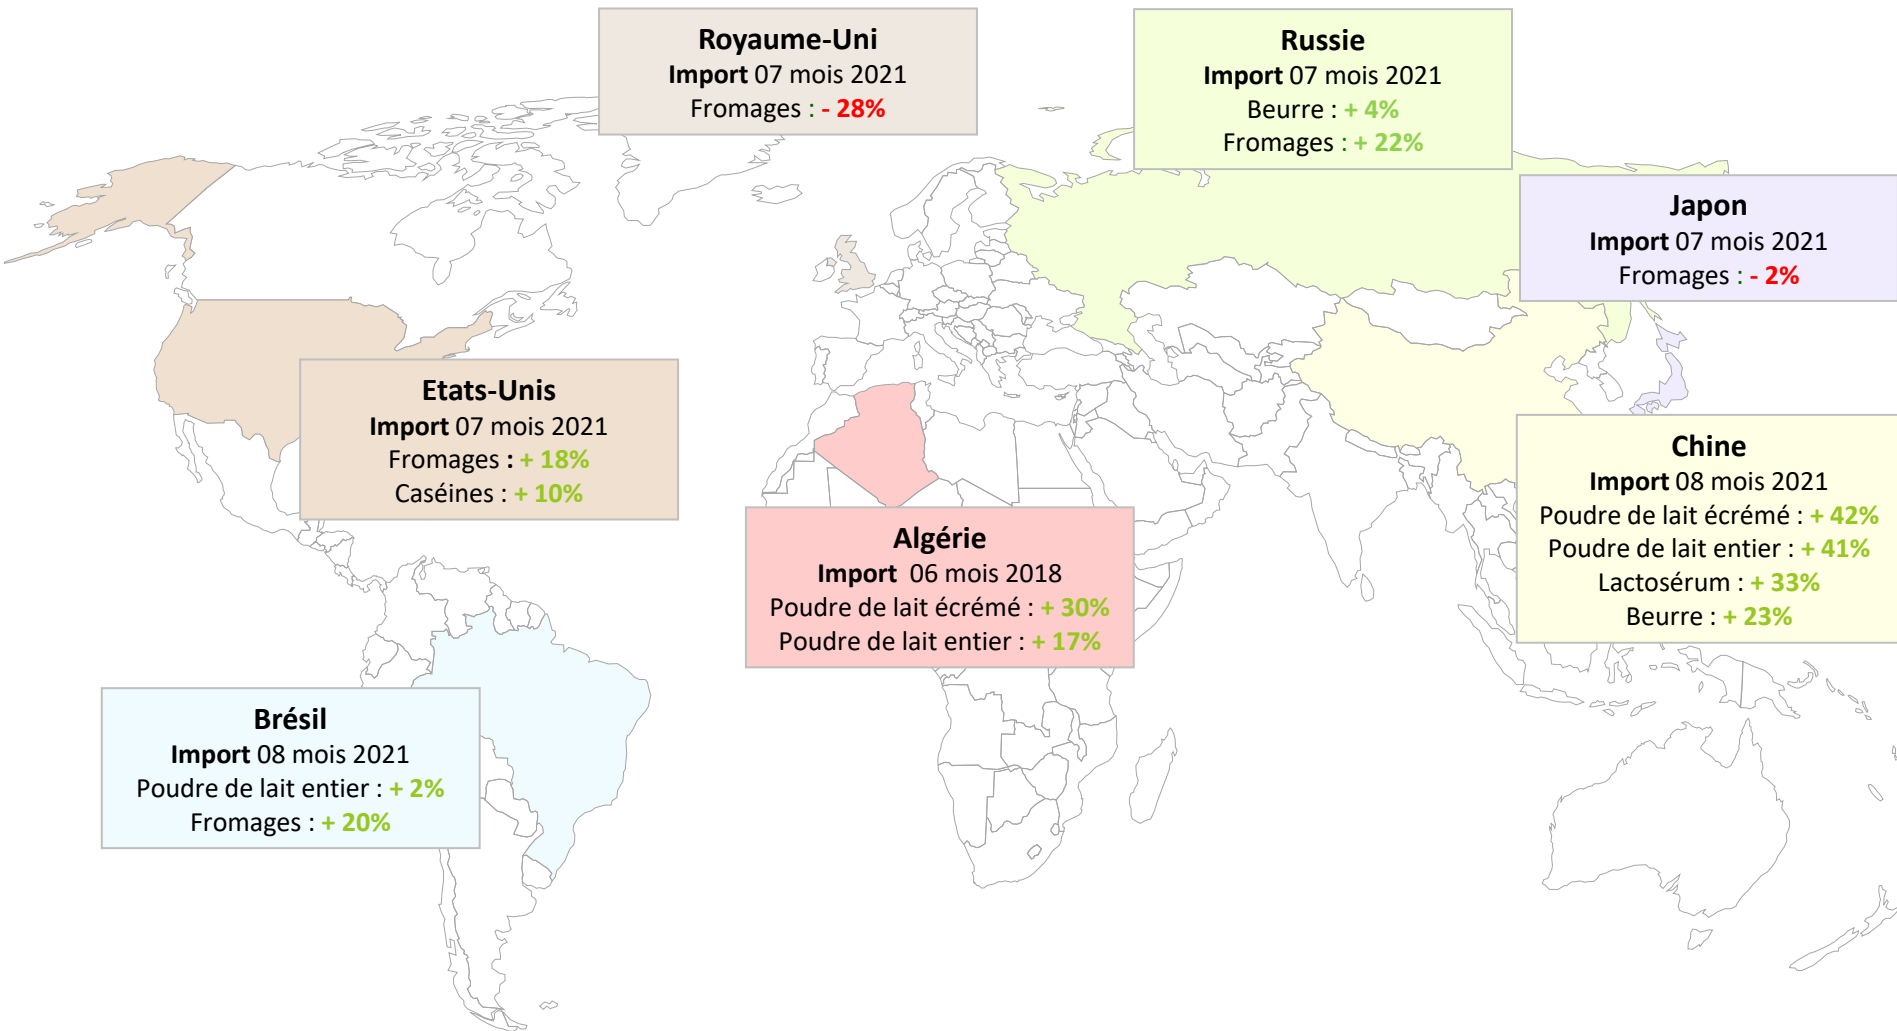 Royaume-Uni
Import 07 mois 2021
Fromages : - 28%
Russie
Import 07 mois 2021
Beurre : + 4%
Fromages : + 22%
Japon
Import 07 mois 2021
Fromages : - 2%
Etats-Unis
Import 07 mois 2021
Fromages : + 18%
Caséines : + 10%
Chine
Import 08 mois 2021
Poudre de lait écrémé : + 42%
Poudre de lait entier : + 41%
Lactosérum : + 33%
Beurre : + 23%
Algérie
Import 06 mois 2018
Poudre de lait écrémé : + 30%
Poudre de lait entier : + 17%
Brésil
Import 08 mois 2021
Poudre de lait entier : + 2%
Fromages : + 20%